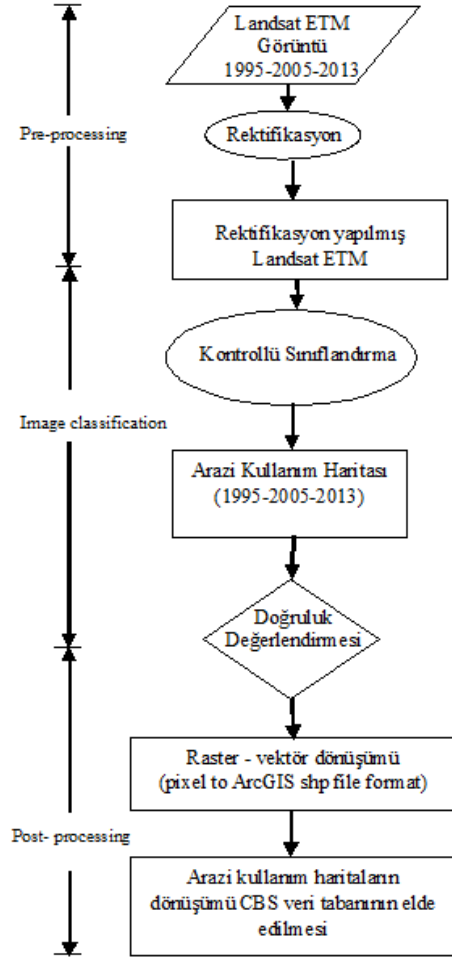 Landsat ETM
Görüntü
1995-2005-2013
Pre-processing
Rektifikasyon
Rektifikasyon yapılmış
Landsat ETM
Kontrollü Sınıflandırma
Image classification
Arazi Kullanım Haritası
(1995-2005-2013)
Doğruluk
Değerlendirmesi
Raster - vektör dönüşümü
(pixel to ArcGIS shp file format)
Post- processing
Arazi kullanım haritaların
dönüşümü CBS veri tabanının elde
edilmesi